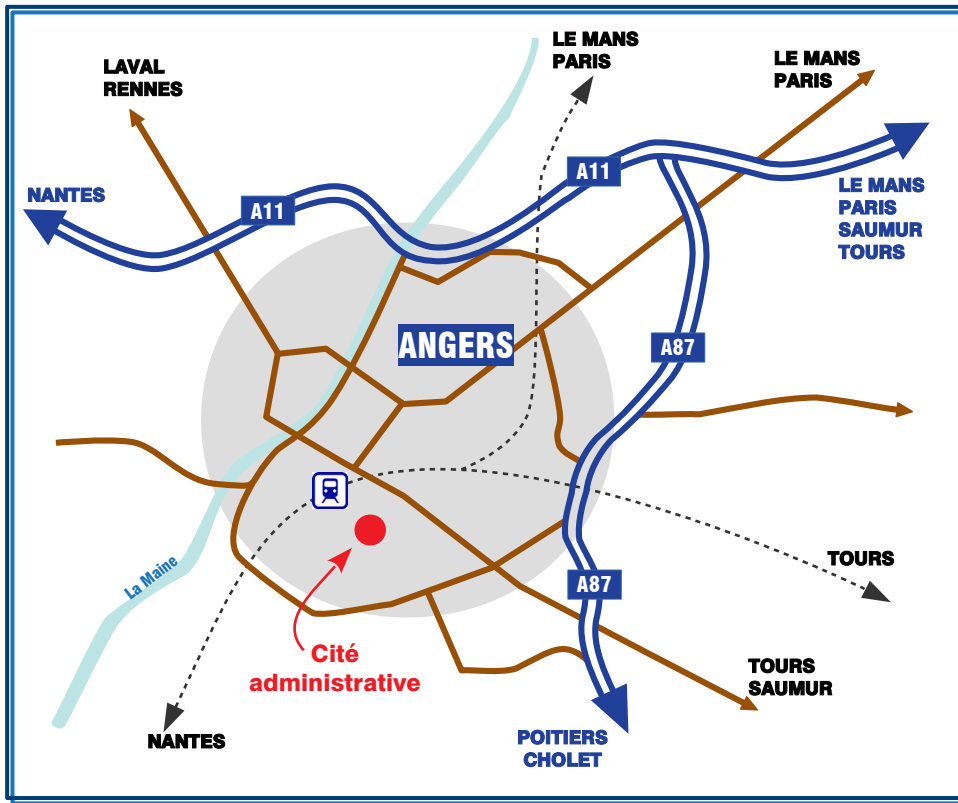 LE MANS
PARIS
LE MANS
PARIS
LAVAL
RENNES
A11
NANTES
A11
LE MANS
PARIS
SAUMUR
TOURS
ANGERS
A87
La Maine
TOURS
A87
Cité
administrative
TOURS
SAUMUR
NANTES
POITIERS
CHOLET